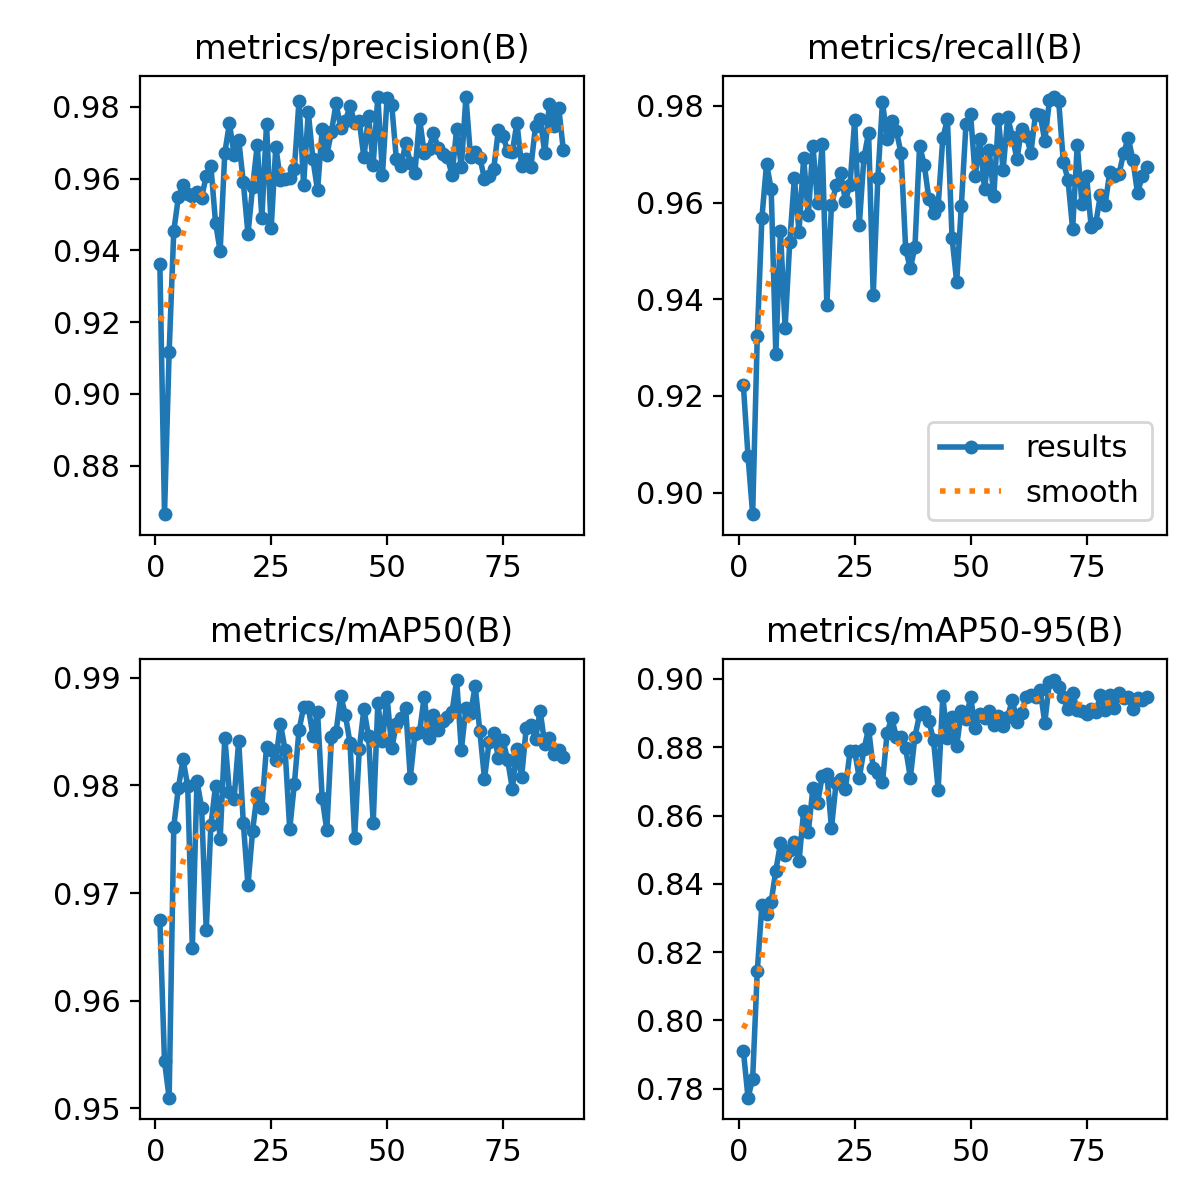 metrics/precision(B)
0.98
0.96
0.94
0.92
0.90
0.88
0 25 50 75
metrics/recall(B)
0.98
0.96
0.94
0.92
0.90
results
smooth
0 25 50 75
metrics/mAP50(B)
0.99
0.98
0.97
0.96
0.95
0 25 50 75
metrics/mAP50-95(B)
0.90
0.88
0.86
0.84
0.82
0.80
0.78
0 25 50 75